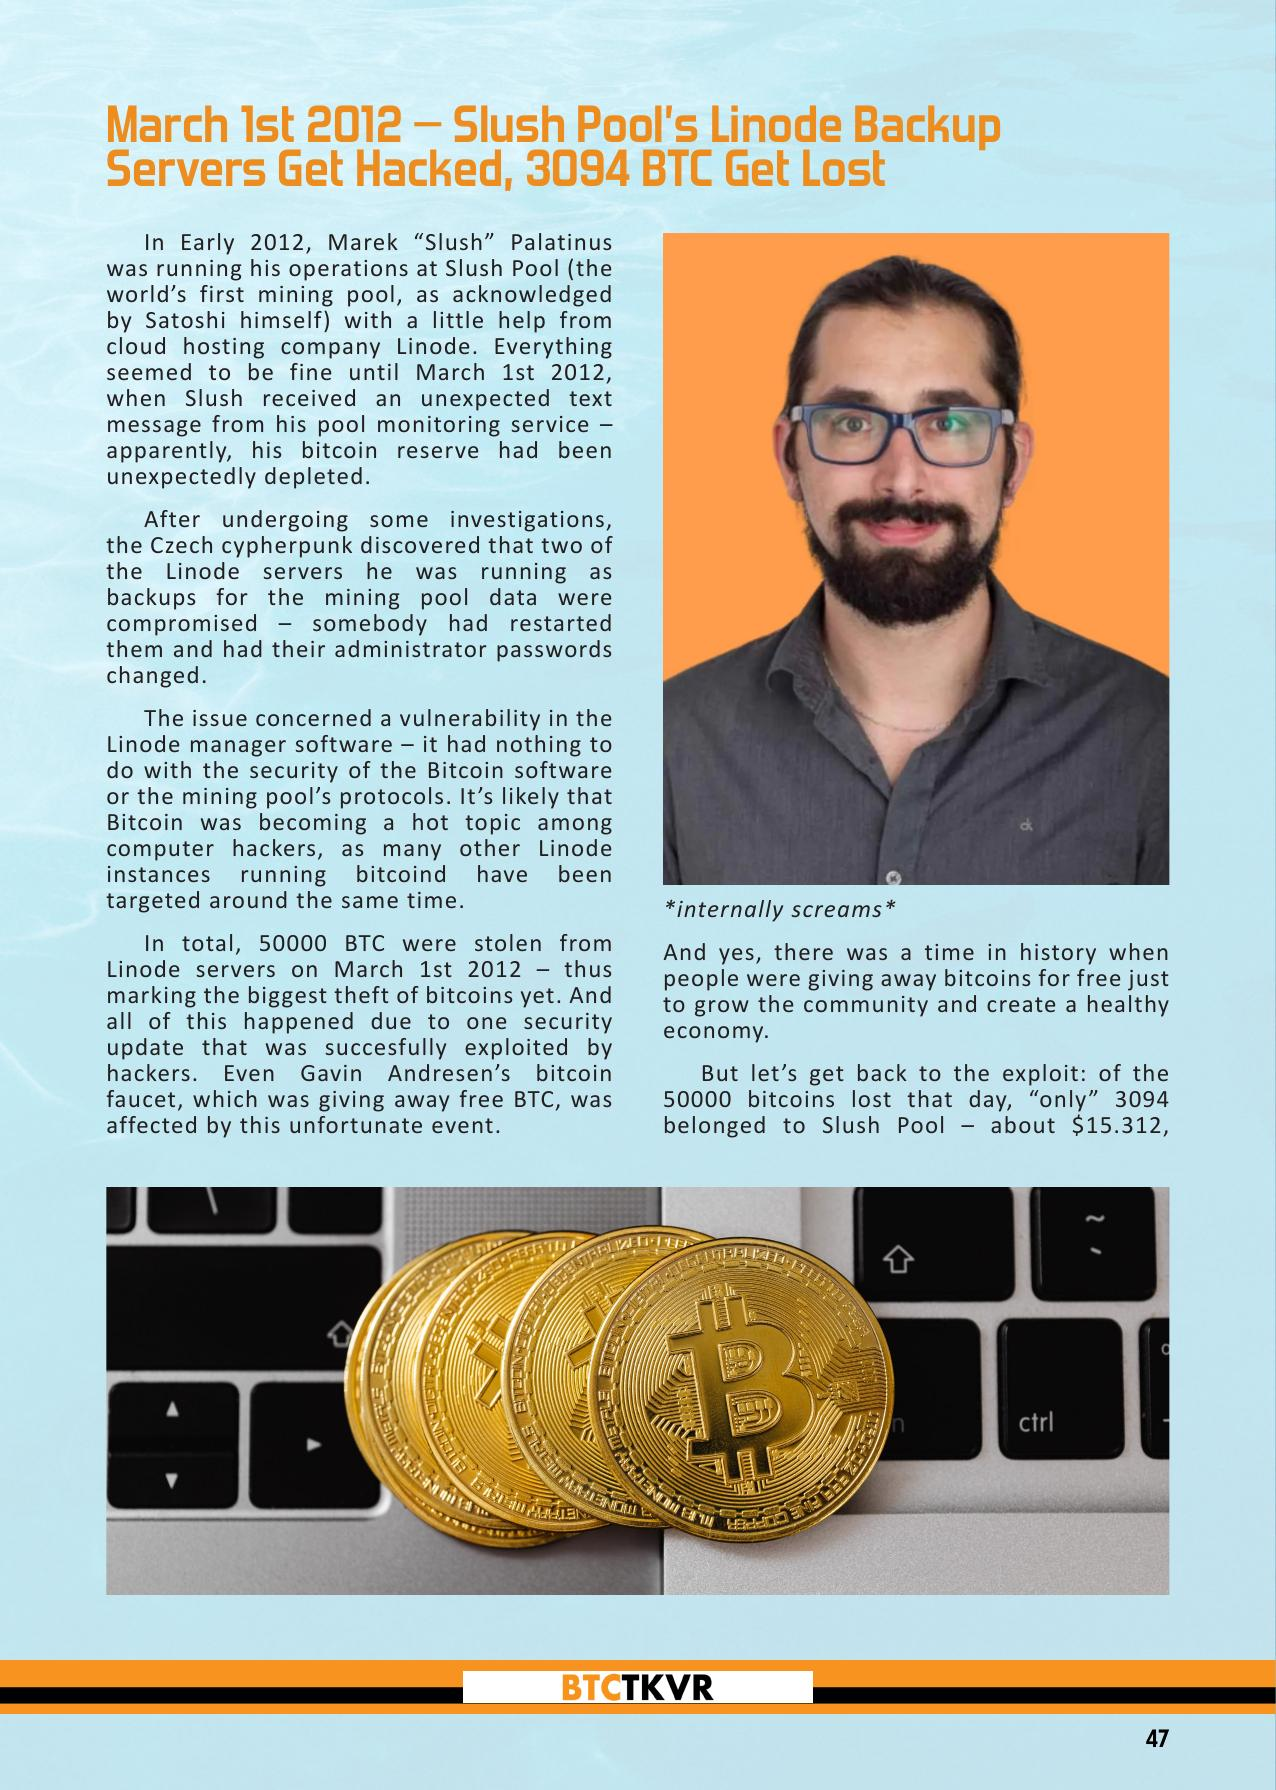 March 1st 2012 – Slush Pool's Linode Backup
Servers Get Hacked, 3094 BTC Get Lost
In Early 2012, Marek “Slush” Palatinus
was running his operations at Slush Pool (the
world’s first mining pool, as acknowledged
by Satoshi himself) with a little help from
cloud hosting company Linode. Everything
seemed to be fine until March 1st 2012,
when Slush received an unexpected text
message from his pool monitoring service –
apparently, his bitcoin reserve had been
unexpectedly depleted.
After undergoing some investigations,
the Czech cypherpunk discovered that two of
the Linode servers he was running as
backups for the mining pool data were
compromised – somebody had restarted
them and had their administrator passwords
changed.
The issue concerned a vulnerability in the
Linode manager software – it had nothing to
do with the security of the Bitcoin software
or the mining pool’s protocols. It’s likely that
Bitcoin was becoming a hot topic among
computer hackers, as many other Linode
instances running bitcoind have been
targeted around the same time.
In total, 50000 BTC were stolen from
Linode servers on March 1st 2012 – thus
marking the biggest theft of bitcoins yet. And
all of this happened due to one security
update that was succesfully exploited by
hackers. Even Gavin Andresen’s bitcoin
faucet, which was giving away free BTC, was
affected by this unfortunate event.
*internally screams*
And yes, there was a time in history when
people were giving away bitcoins for free just
to grow the community and create a healthy
economy.
But let’s get back to the exploit: of the
50000 bitcoins lost that day, “only” 3094
belonged to Slush Pool – about $15.312,
ctrl
BTCTKVR
47